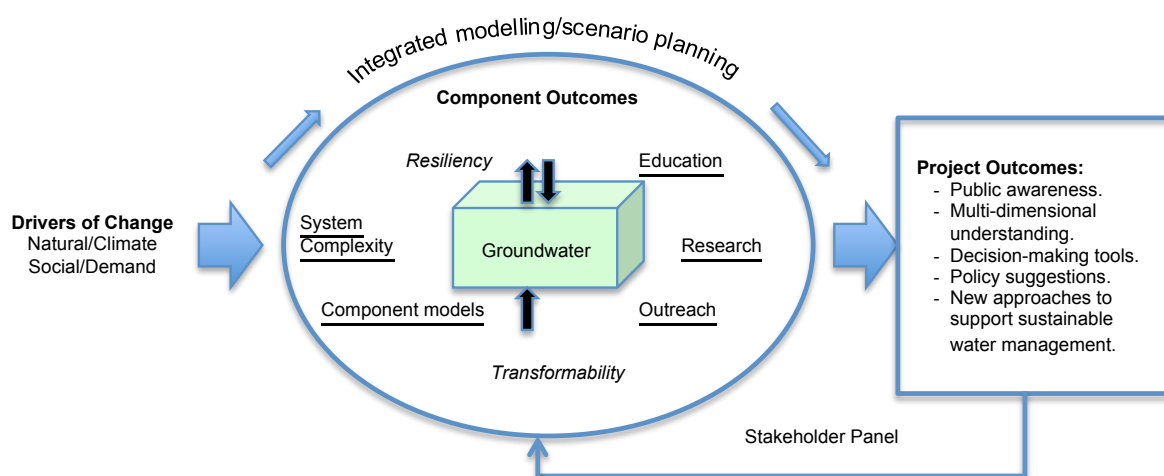 Integrated modelling/scenario planning
Component Outcomes
Resiliency
Education
Drivers of Change
Natural/Climate
Social/Demand
System
Complexity
Groundwater
Research
Component models
Outreach
Transformability
Project Outcomes:
- Public awareness.
- Multi-dimensional
understanding.
- Decision-making tools.
- Policy suggestions.
- New approaches to
support sustainable
water management.
Stakeholder Panel